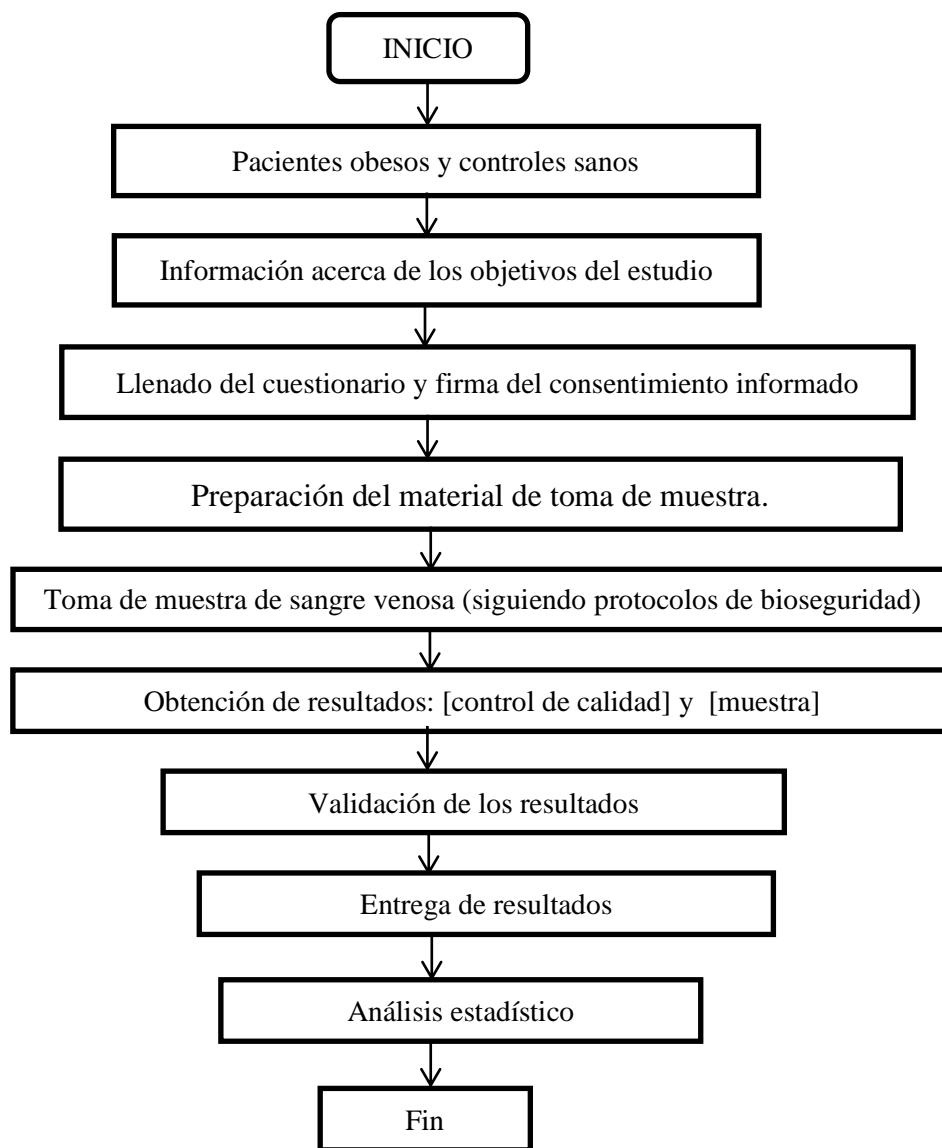 INICIO
Pacientes obesos y controles sanos
Información acerca de los objetivos del estudio
Llenado del cuestionario y firma del consentimiento informado
Preparación del material de toma de muestra.
Toma de muestra de sangre venosa (siguiendo protocolos de bioseguridad)
Obtención de resultados: [control de calidad] y [muestra]
Validación de los resultados
Entrega de resultados
Análisis estadístico
Fin